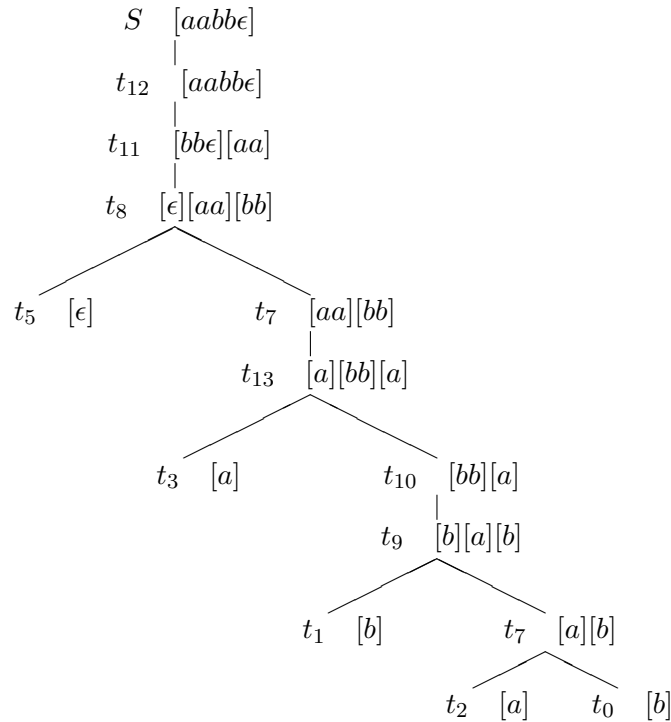 S [aabbϵ]
t₁₂ [aabbϵ]
t₁₁ [bbϵ][aa]
t₈ [ϵ][aa][bb]
t₅ [ϵ] t₇ [aa][bb]
t₁₃ [a][bb][a]
t₃ [a] t₁₀ [bb][a]
t₉ [b][a][b]
t₁ [b] t₇ [a][b]
t₂ [a] t₀ [b]